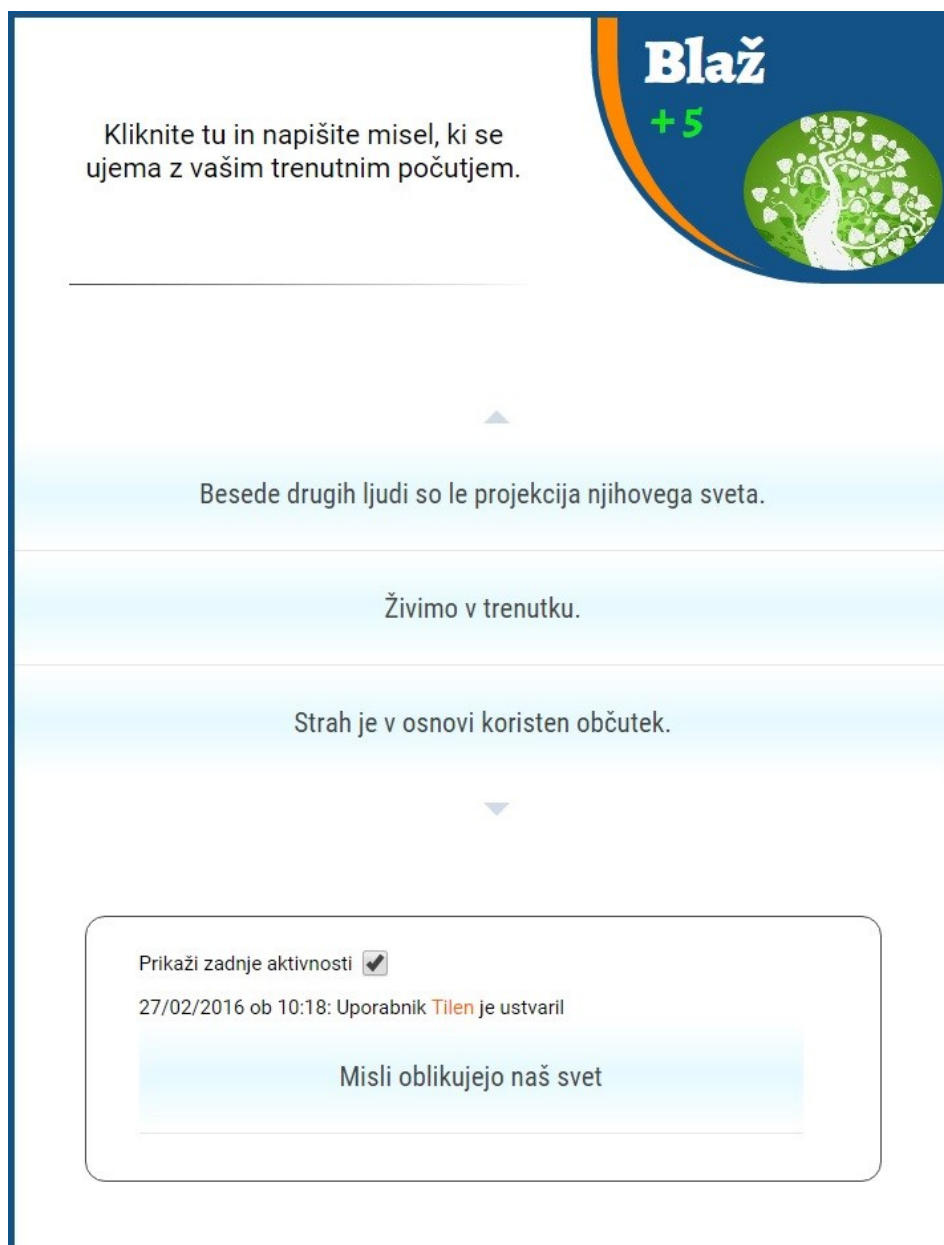 Blaž
+5
Kliknite tu in napišite misel, ki se
ujema z vašim trenutnim počutjem.
Besede drugih ljudi so le projekcija njihovega sveta.
Živimo v trenutku.
Strah je v osnovi koristen občutek.
Prikaži zadnje aktivnosti
27/02/2016 ob 10:18: Uporabnik Tilen je ustvaril
Misli oblikujejo naš svet